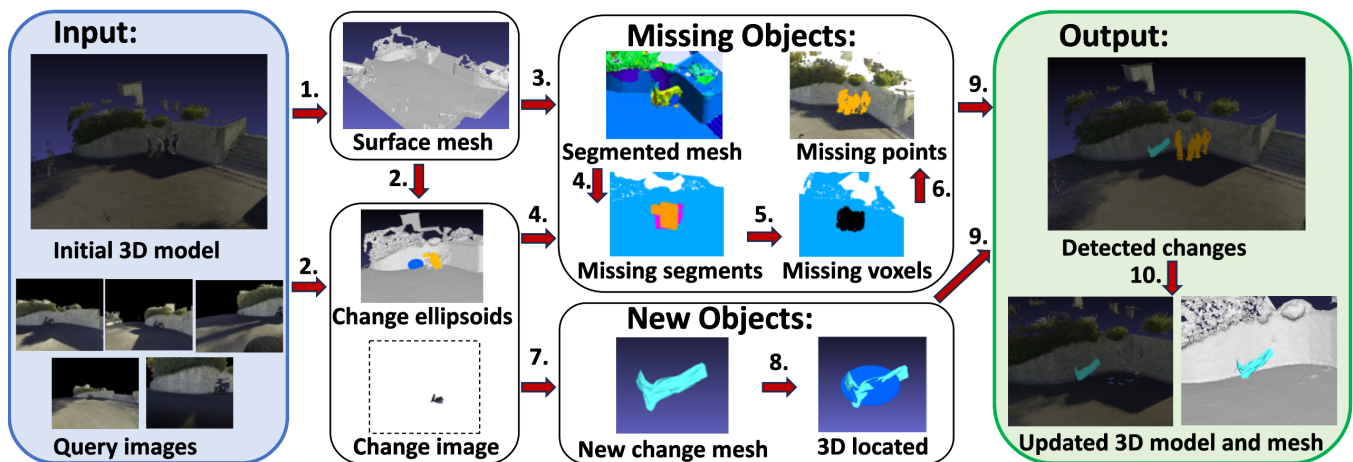 Input:
Initial 3D model
Query images
1.
Surface mesh
2.
2.
Change ellipsoids
Change image
3.
4.
7.
Missing Objects:
Segmented mesh
4.
Missing segments
5.
Missing voxels
6.
Missing points
New Objects:
New change mesh
8.
3D located
9.
9.
Output:
Detected changes
10.
Updated 3D model and mesh